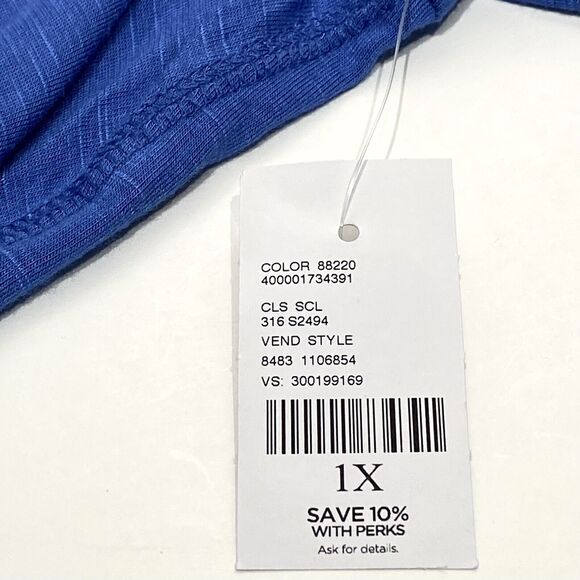 COLOR 88220
400001734391
CLS SCL
316 S2494
VEND STYLE
8483 1106854
VS: 300199169
1X
SAVE 10%
WITH PERKS
Ask for details.